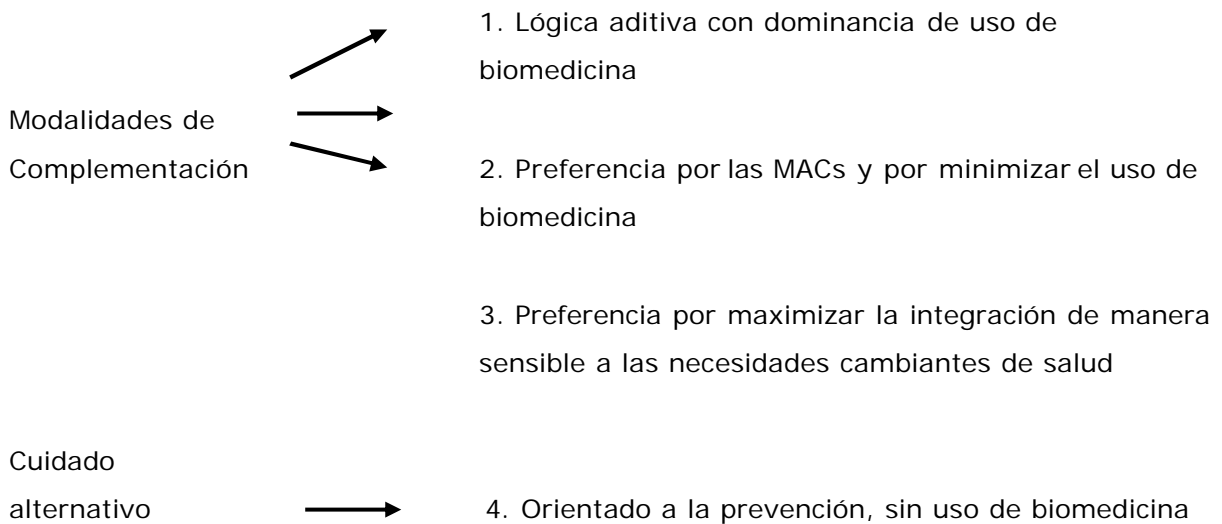 1. Lógica aditiva con dominancia de uso de
biomedicina
Modalidades de
Complementación
2. Preferencia por las MACs y por minimizar el uso de
biomedicina
3. Preferencia por maximizar la integración de manera
sensible a las necesidades cambiantes de salud
Cuidado
alternativo
4. Orientado a la prevención, sin uso de biomedicina